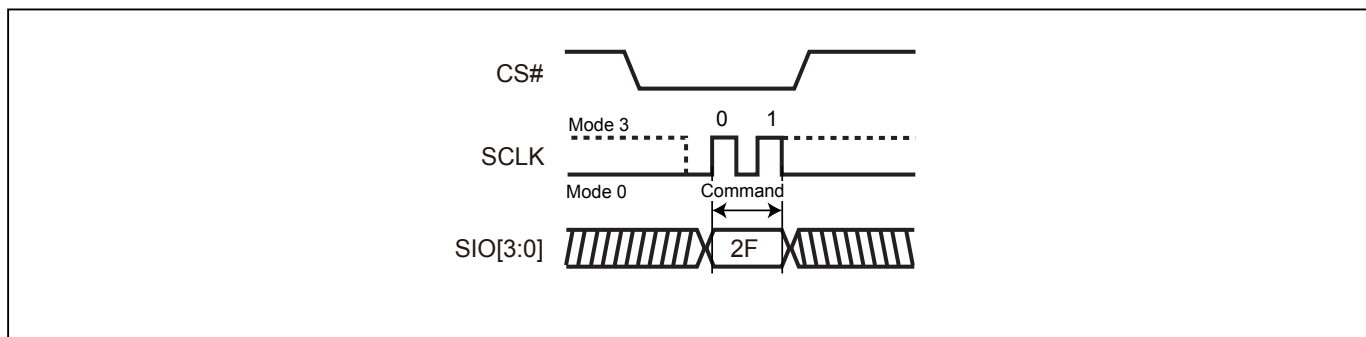 CS#
Mode 3
0 1
SCLK
Mode 0
Command
SIO[3:0]
2F